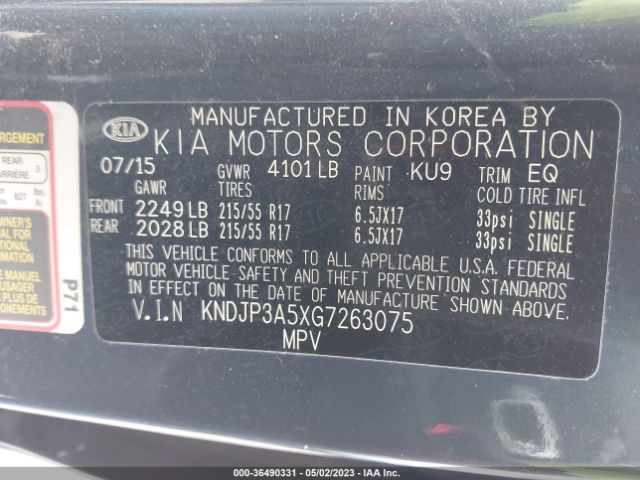 MANUFACTURED IN KOREA BY
KIA KIA MOTORS CORPORATION
07/15 GVWR 4101 LB PAINT KU9 TRIM EQ
GAWR TIRES RIMS COLD TIRE INFL
FRONT 2249 LB 215/55 R17 6.5JX17 33psi SINGLE
REAR 2028 LB 215/55 R17 6.5JX17 33psi SINGLE
THIS VEHICLE CONFORMS TO ALL APPLICABLE U.S.A. FEDERAL
MOTOR VEHICLE SAFETY AND THEFT PREVENTION STANDARDS
IN EFFECT ON THE DATE OF MANUFACTURE SHOWN ABOVE.
V.I.N KNDJP3A5XG7263075
MPV
REAR 3
827 lbs.
P71
000-36490331 - 05/02/2023 - IAA Inc.